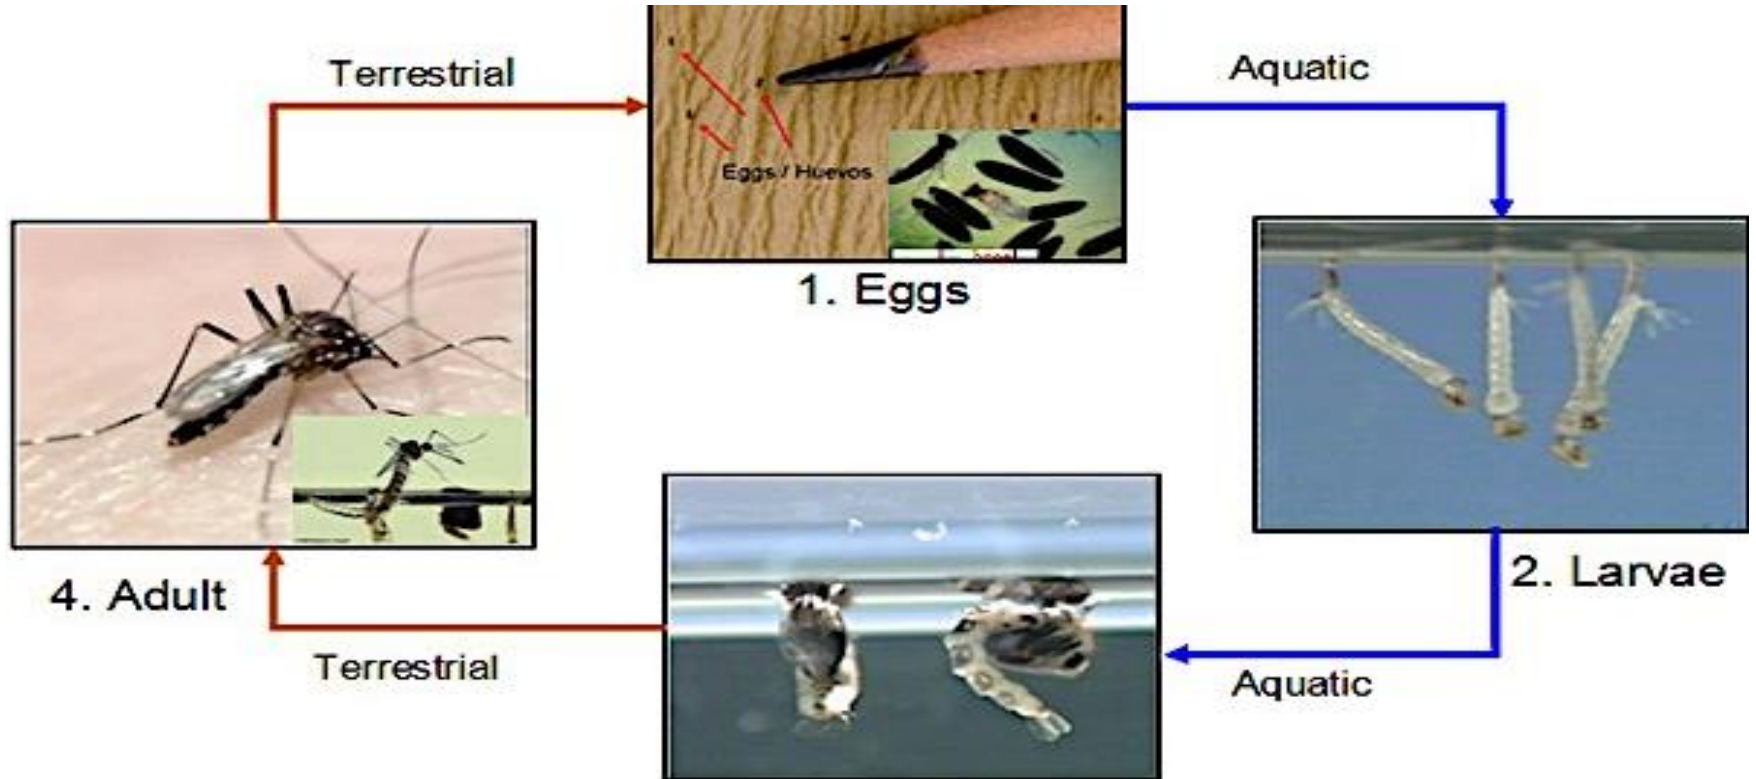 Terrestrial
Aquatic
Eggs / Huevos
1. Eggs
2. Larvae
4. Adult
Terrestrial
Aquatic